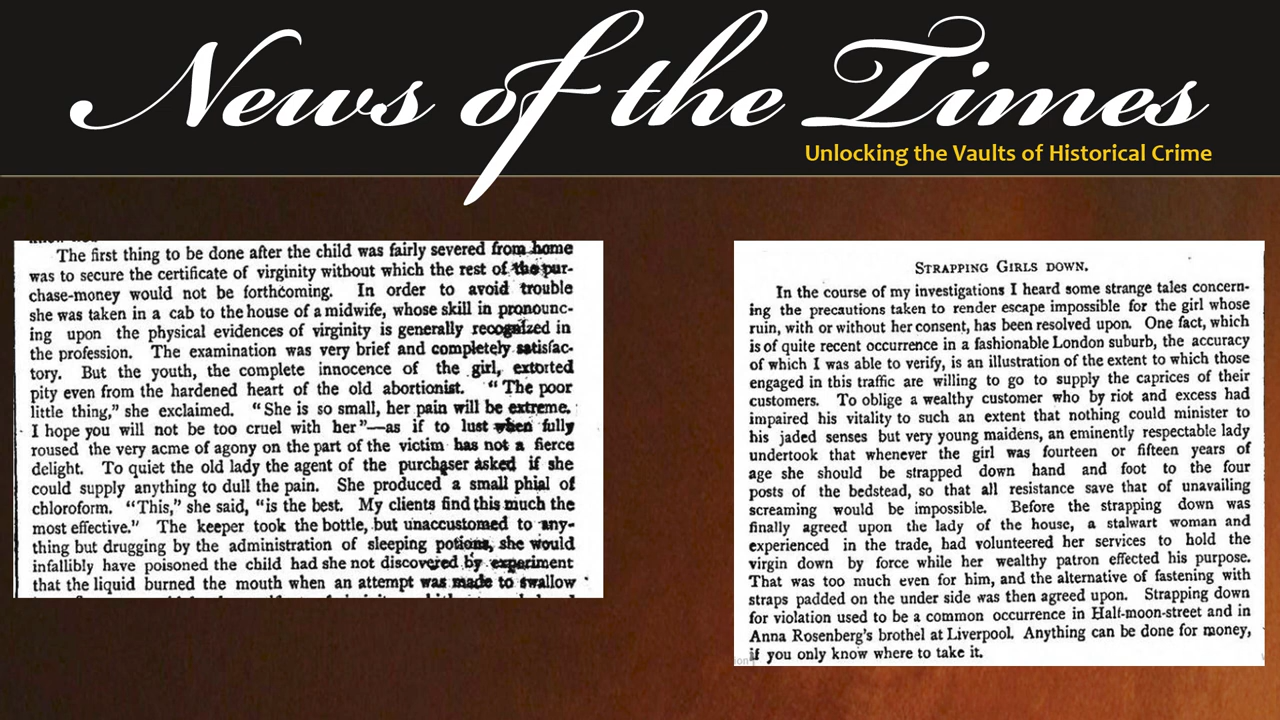 News of the Times
Unlocking the Vaults of Historical Crime
The first thing to be done after the child was fairly severed from home
was to secure the certificate of virginity without which the rest of the pur-
chase-money would not be forthcoming. In order to avoid trouble
she was taken in a cab to the house of a midwife, whose skill in pronounc-
ing upon the physical evidences of virginity is generally recognized in
the profession. The examination was very brief and completely satisfac-
tory. But the youth, the complete innocence of the girl, extorted
pity even from the hardened heart of the old abortionist. "The poor
little thing," she exclaimed. "She is so small, her pain will be extreme.
I hope you will not be too cruel with her"—as if to lust when fully
roused the very acme of agony on the part of the victim has not a fierce
delight. To quiet the old lady the agent of the purchaser asked if she
could supply anything to dull the pain. She produced a small phial of
chloroform. "This," she said, "is the best. My clients find this much the
most effective." The keeper took the bottle, but unaccustomed to any-
thing but drugging by the administration of sleeping potions, she would
infallibly have poisoned the child had she not discovered by experiment
that the liquid burned the mouth when an attempt was made to swallow
STRAPPING GIRLS DOWN.
In the course of my investigations I heard some strange tales concern-
ing the precautions taken to render escape impossible for the girl whose
ruin, with or without her consent, has been resolved upon. One fact, which
is of quite recent occurrence in a fashionable London suburb, the accuracy
of which I was able to verify, is an illustration of the extent to which those
engaged in this traffic are willing to go to supply the caprices of their
customers. To oblige a wealthy customer who by riot and excess had
impaired his vitality to such an extent that nothing could minister to
his jaded senses but very young maidens, an eminently respectable lady
undertook that whenever the girl was fourteen or fifteen years of
age she should be strapped down hand and foot to the four
posts of the bedstead, so that all resistance save that of unavailing
screaming would be impossible. Before the strapping down was
finally agreed upon the lady of the house, a stalwart woman and
experienced in the trade, had volunteered her services to hold the
virgin down by force while her wealthy patron effected his purpose.
That was too much even for him, and the alternative of fastening with
straps padded on the under side was then agreed upon. Strapping down
for violation used to be a common occurrence in Half-moon-street and in
Anna Rosenberg's brothel at Liverpool. Anything can be done for money,
if you only know where to take it.